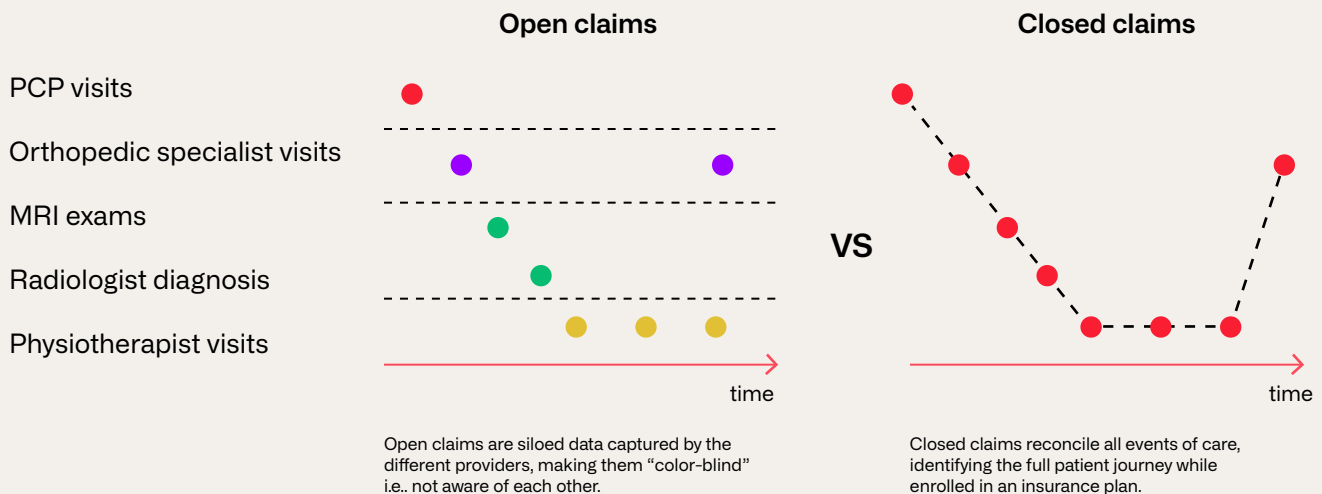 Open claims
Closed claims
PCP visits
Orthopedic specialist visits
MRI exams
Radiologist diagnosis
Physiotherapist visits
VS
time
time
Open claims are siloed data captured by the
different providers, making them “color-blind”
i.e.. not aware of each other.
Closed claims reconcile all events of care,
identifying the full patient journey while
enrolled in an insurance plan.